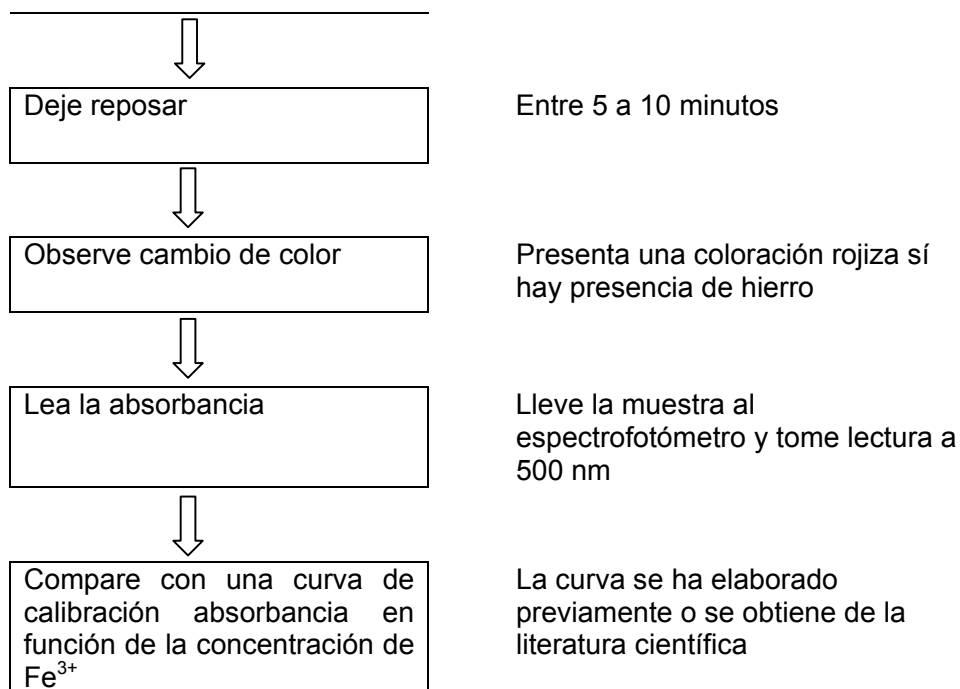 Deje reposar
Entre 5 a 10 minutos
Observe cambio de color
Presenta una coloración rojiza sí
hay presencia de hierro
Lea la absorbancia
Lleve la muestra al
espectrofotómetro y tome lectura a
500 nm
Compare con una curva de
calibración absorbancia en
función de la concentración de
Fe³⁺
La curva se ha elaborado
previamente o se obtiene de la
literatura científica